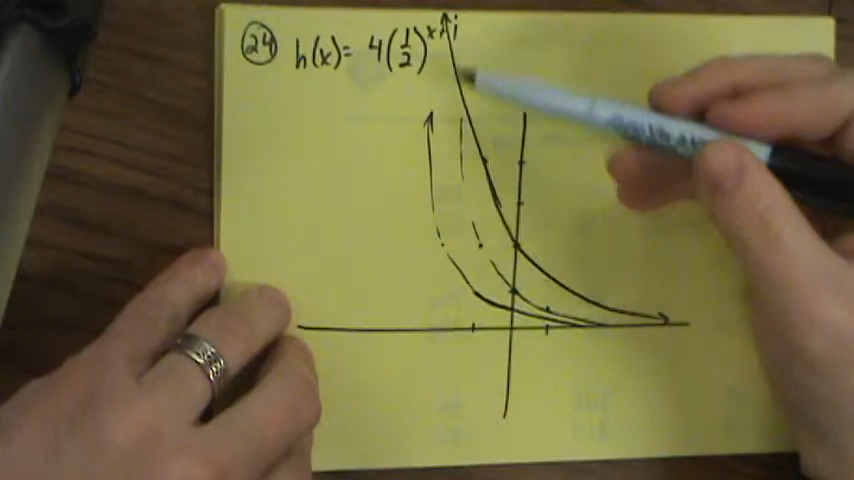 24 h(x) = 4(1/2)^x+1